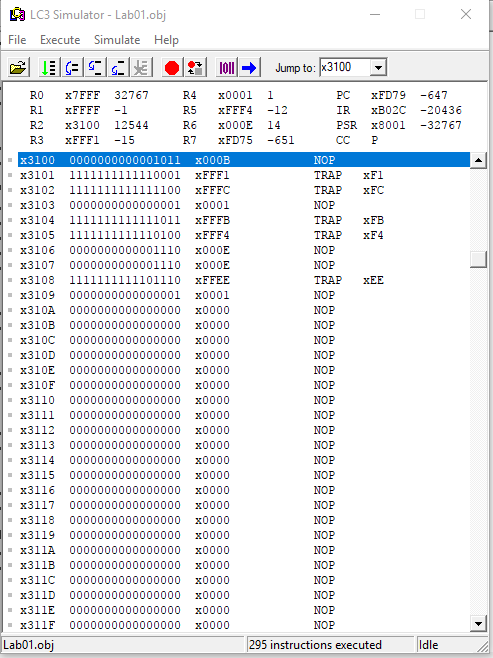 LC3 Simulator - Lab01.obj
File Execute Simulate Help
Jump to: x3100
R0 x7FFF 32767 R4 x0001 1 PC xFD79 -647
R1 xFFFF -1 R5 xFFF4 -12 IR xB02C -20436
R2 x3100 12544 R6 x000E 14 PSR x8001 -32767
R3 xFFF1 -15 R7 xFD75 -651 CC P
x3100 0000000000001011 x000B NOP
x3101 1111111111110001 xFFF1 TRAP xF1
x3102 1111111111111100 xFFFC TRAP xFC
x3103 0000000000000001 x0001 NOP
x3104 1111111111111011 xFFFB TRAP xFB
x3105 1111111111110100 xFFF4 TRAP xF4
x3106 0000000000001110 x000E NOP
x3107 0000000000001110 x000E NOP
x3108 1111111111101110 xFFEE TRAP xEE
x3109 0000000000000001 x0001 NOP
x310A 0000000000000000 x0000 NOP
x310B 0000000000000000 x0000 NOP
x310C 0000000000000000 x0000 NOP
x310D 0000000000000000 x0000 NOP
x310E 0000000000000000 x0000 NOP
x310F 0000000000000000 x0000 NOP
x3110 0000000000000000 x0000 NOP
x3111 0000000000000000 x0000 NOP
x3112 0000000000000000 x0000 NOP
x3113 0000000000000000 x0000 NOP
x3114 0000000000000000 x0000 NOP
x3115 0000000000000000 x0000 NOP
x3116 0000000000000000 x0000 NOP
x3117 0000000000000000 x0000 NOP
x3118 0000000000000000 x0000 NOP
x3119 0000000000000000 x0000 NOP
x311A 0000000000000000 x0000 NOP
x311B 0000000000000000 x0000 NOP
x311C 0000000000000000 x0000 NOP
x311D 0000000000000000 x0000 NOP
x311E 0000000000000000 x0000 NOP
x311F 0000000000000000 x0000 NOP
Lab01.obj 295 instructions executed Idle